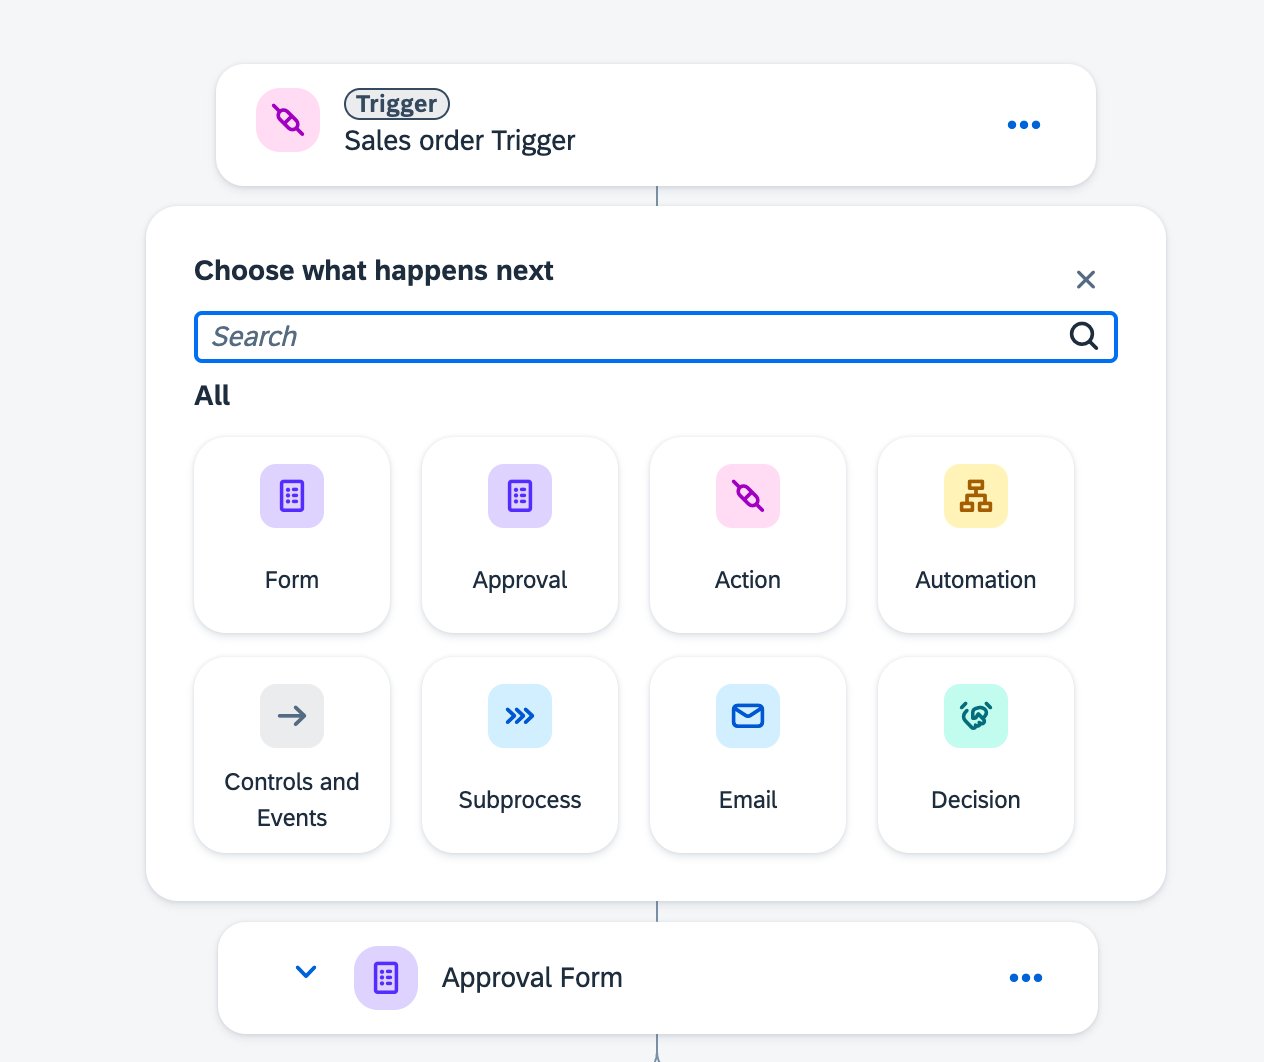 Trigger
Sales order Trigger
Choose what happens next
Search
All
Form
Approval
Action
Automation
Controls and
Events
Subprocess
Email
Decision
Approval Form